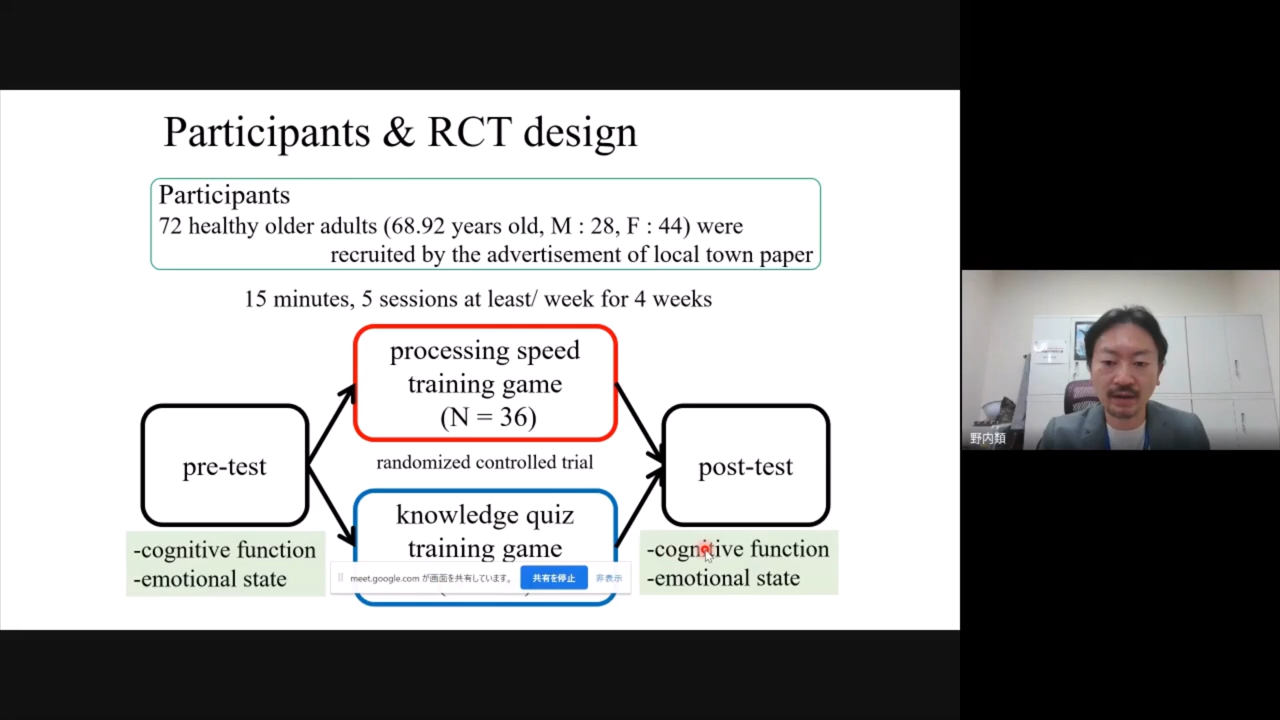 Participants & RCT design
Participants
72 healthy older adults (68.92 years old, M : 28, F : 44) were
recruited by the advertisement of local town paper
15 minutes, 5 sessions at least/ week for 4 weeks
processing speed
training game
(N = 36)
pre-test
randomized controlled trial
post-test
knowledge quiz
training game
-cognitive function
-emotional state
-cognitive function
-emotional state
meet.google.com が画面を共有しています。
共有を停止
非表示
野内類